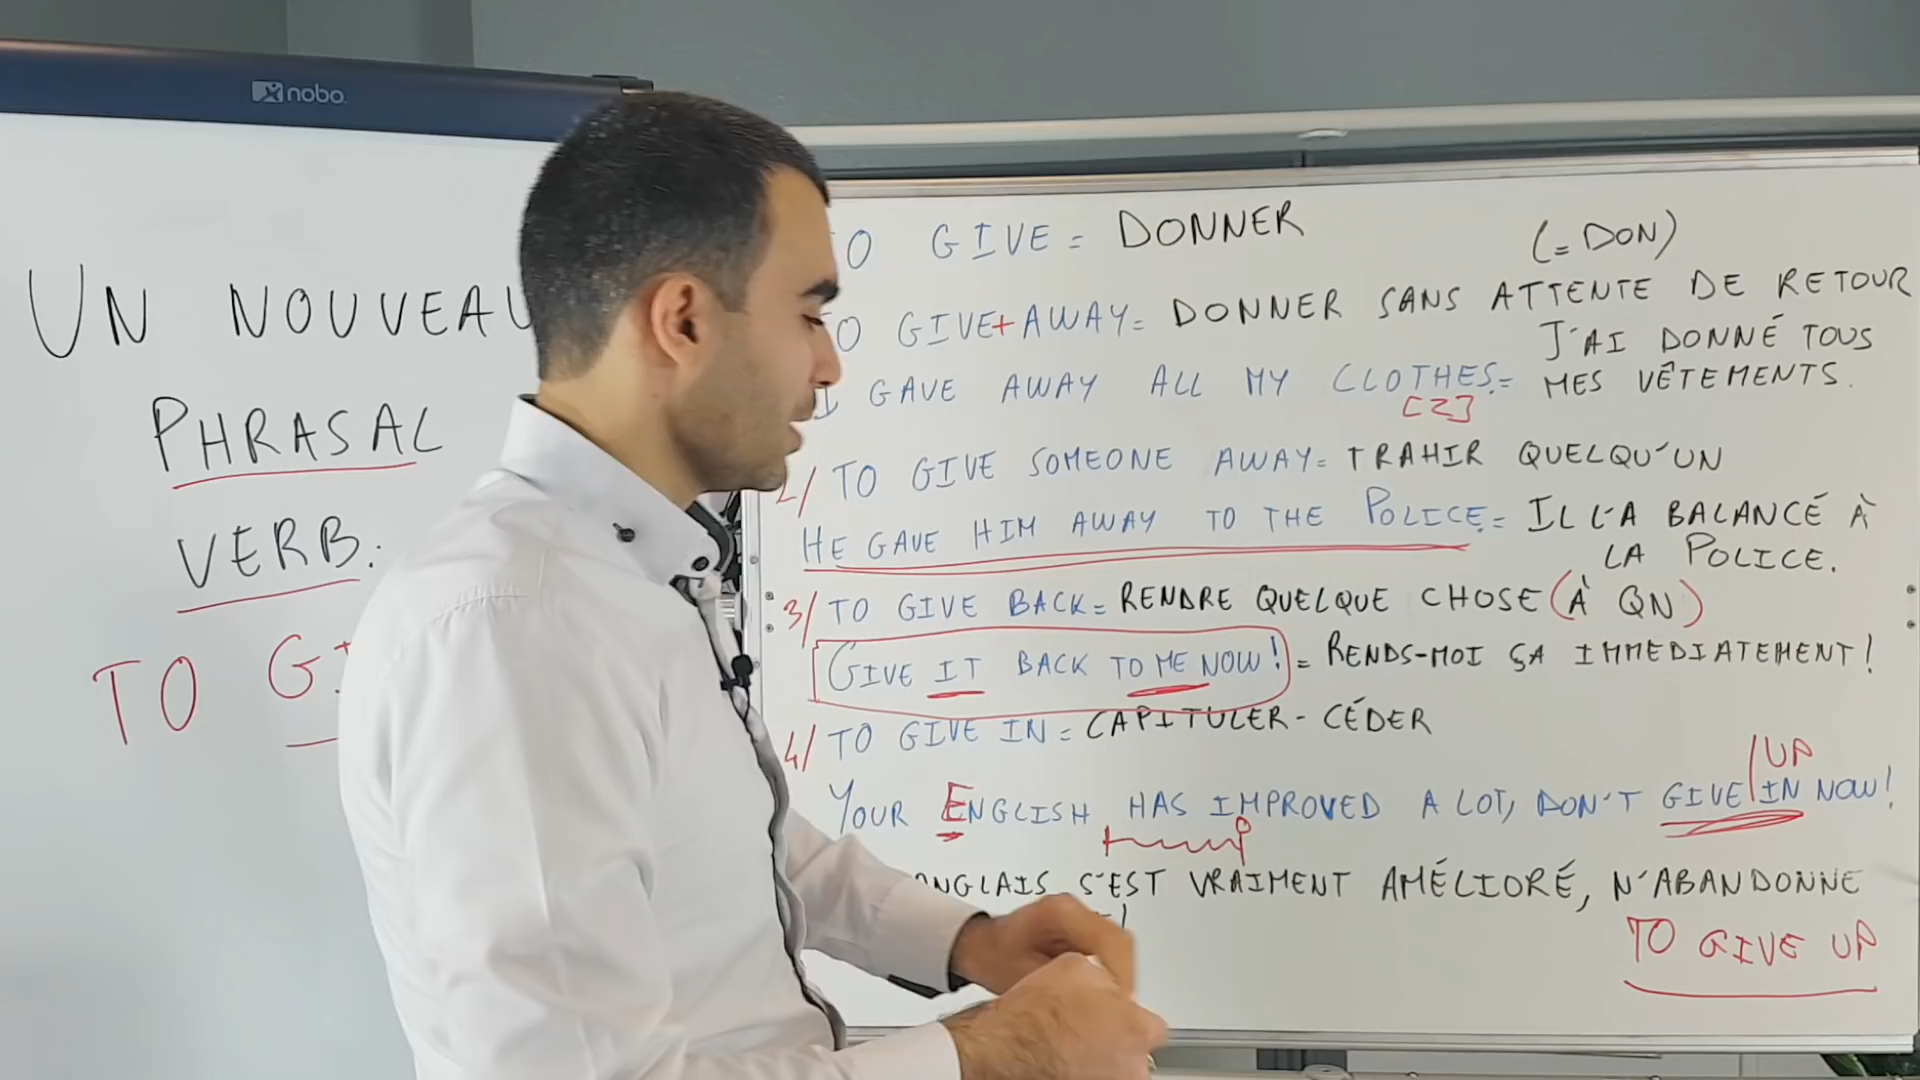 nobo
UN NOUVEAU
PHRASAL
VERB:
TO
TO GIVE = DONNER
(= DON)
TO GIVE + AWAY = DONNER SANS ATTENTE DE RETOUR
I GAVE AWAY ALL MY CLOTHES. = J'AI DONNÉ TOUS
MES VÊTEMENTS.
[Z]
2/ TO GIVE SOMEONE AWAY = TRAHIR QUELQU'UN
HE GAVE HIM AWAY TO THE POLICE. = IL L'A BALANCÉ À
LA POLICE.
3/ TO GIVE BACK = RENDRE QUELQUE CHOSE (À QN)
GIVE IT BACK TO ME NOW! = RENDS-MOI ÇA IMMEDIATEMENT!
4/ TO GIVE IN = CAPITULER - CÉDER
UP
YOUR ENGLISH HAS IMPROVED A LOT, DON'T GIVE / IN NOW!
ANGLAIS S'EST VRAIMENT AMÉLIORÉ, N'ABANDONNE
TO GIVE UP